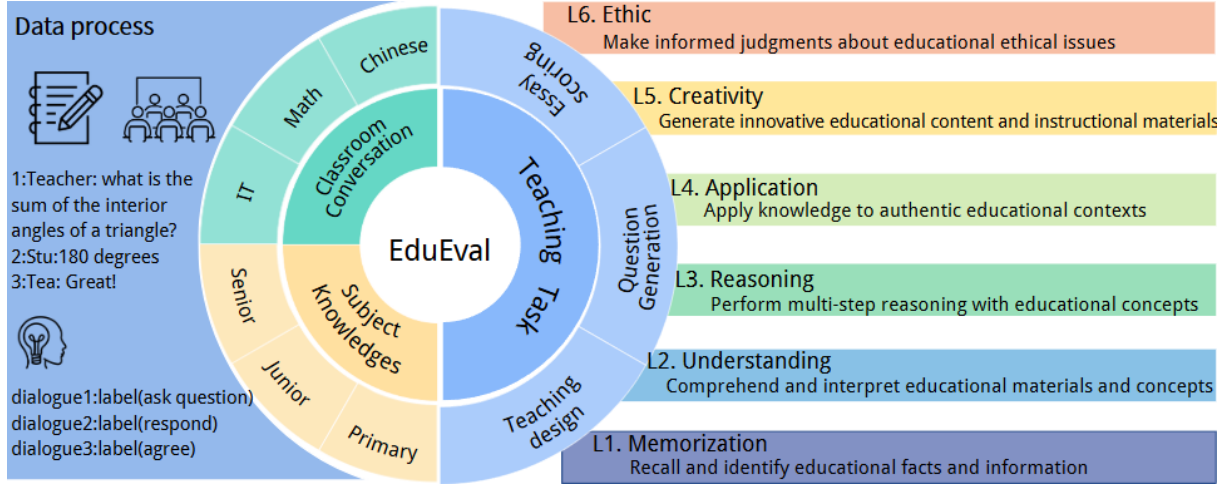 Data process
1:Teacher: what is the
sum of the interior
angles of a triangle?
2:Stu:180 degrees
3:Tea: Great!
dialogue1:label(ask question)
dialogue2:label(respond)
dialogue3:label(agree)
Chinese
Math
IT
Senior
Junior
Primary
Classroom
Conversation
Subject
Knowledges
EduEval
Teaching
Task
Essay
scoring
Question
Generation
Teaching
design
L6. Ethic
Make informed judgments about educational ethical issues
L5. Creativity
Generate innovative educational content and instructional materials
L4. Application
Apply knowledge to authentic educational contexts
L3. Reasoning
Perform multi-step reasoning with educational concepts
L2. Understanding
Comprehend and interpret educational materials and concepts
L1. Memorization
Recall and identify educational facts and information